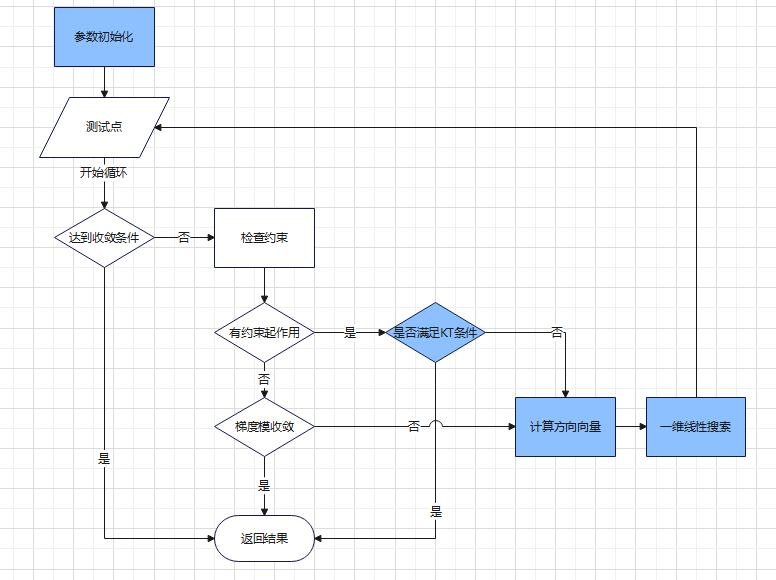 参数初始化
测试点
开始循环
达到收敛条件
否
检查约束
有约束起作用
是
是否满足KT条件
否
否
梯度模收敛
否
计算方向向量
一维线性搜索
是
是
是
返回结果